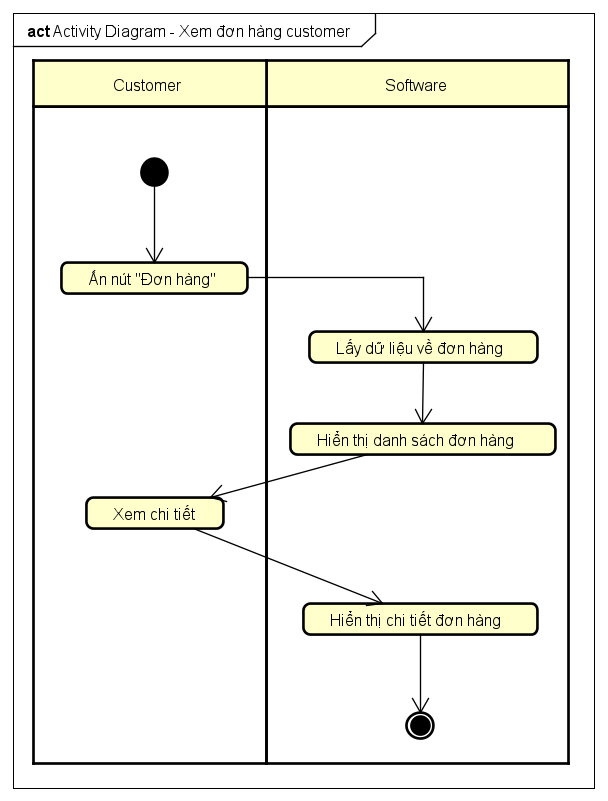 act Activity Diagram - Xem đơn hàng customer
Customer
Software
Ấn nút "Đơn hàng"
Lấy dữ liệu về đơn hàng
Hiển thị danh sách đơn hàng
Xem chi tiết
Hiển thị chi tiết đơn hàng